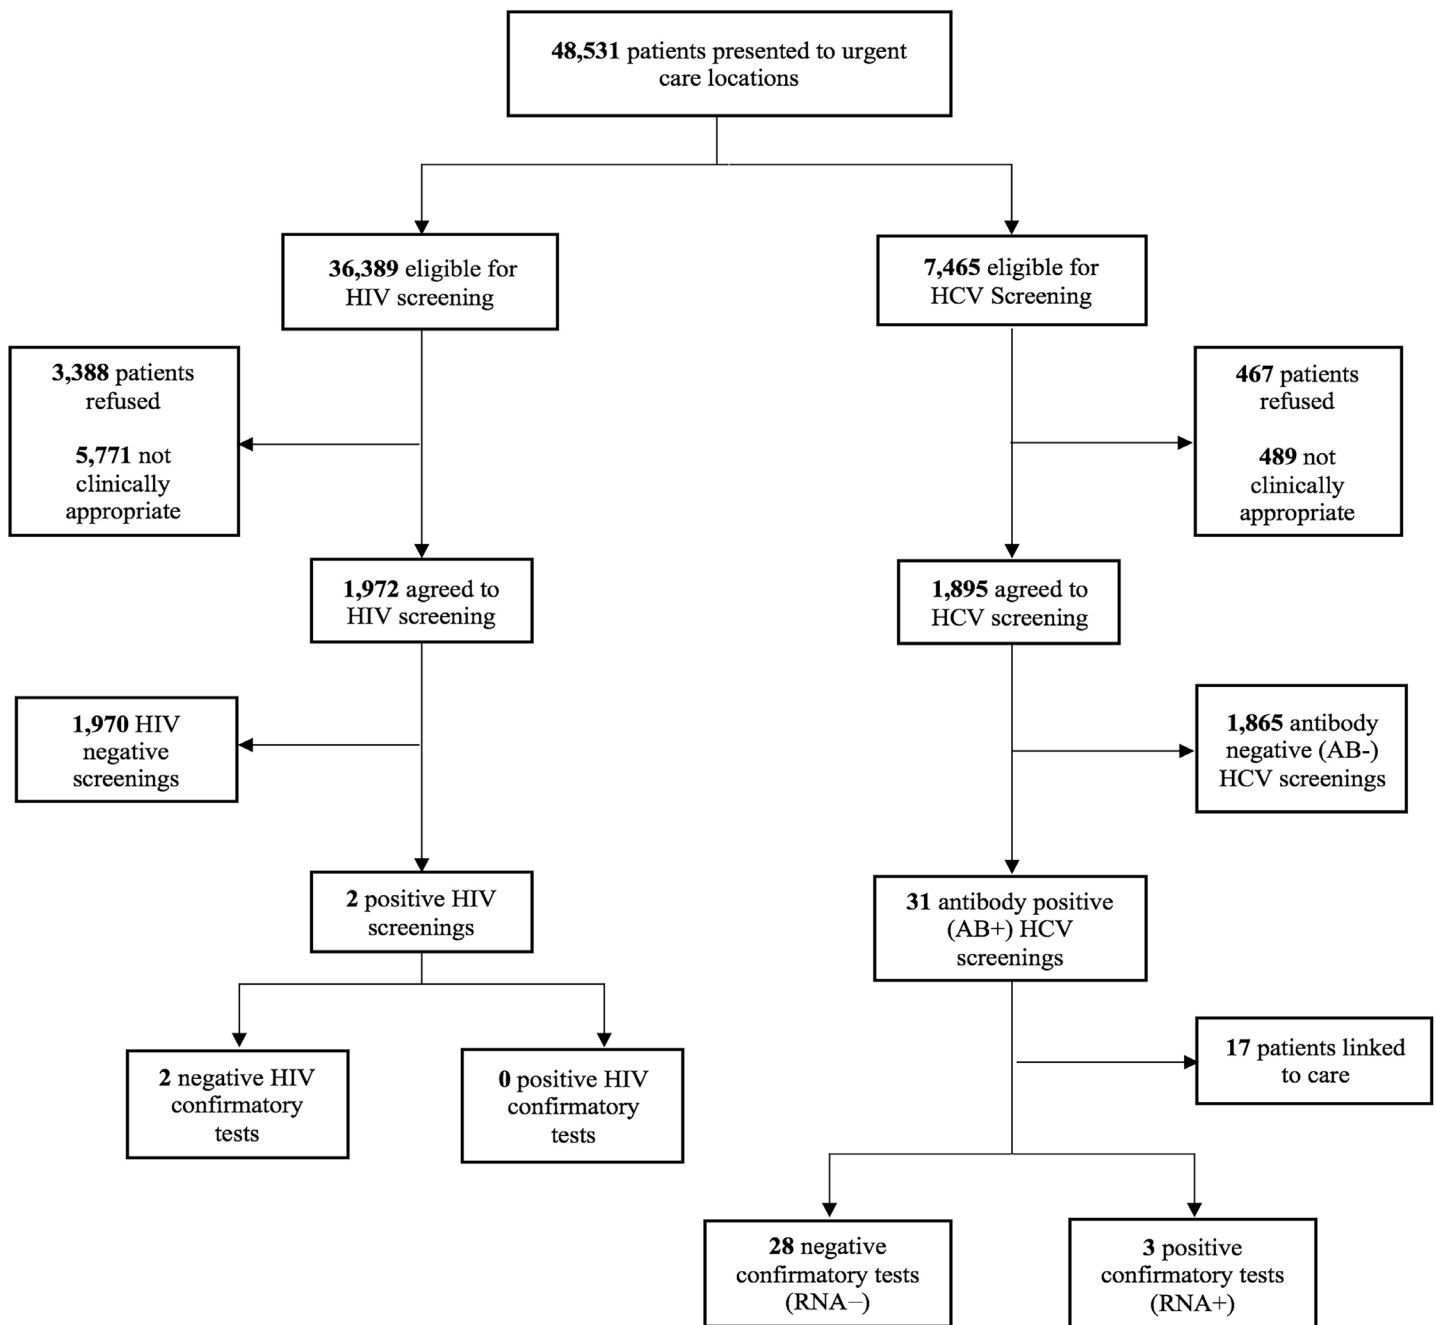 48,531 patients presented to urgent
care locations
36,389 eligible for
HIV screening
7,465 eligible for
HCV Screening
3,388 patients
refused
5,771 not
clinically
appropriate
467 patients
refused
489 not
clinically
appropriate
1,972 agreed to
HIV screening
1,895 agreed to
HCV screening
1,970 HIV
negative
screenings
1,865 antibody
negative (AB-)
HCV screenings
2 positive HIV
screenings
31 antibody positive
(AB+) HCV
screenings
17 patients linked
to care
2 negative HIV
confirmatory
tests
0 positive HIV
confirmatory
tests
28 negative
confirmatory tests
(RNA−)
3 positive
confirmatory tests
(RNA+)